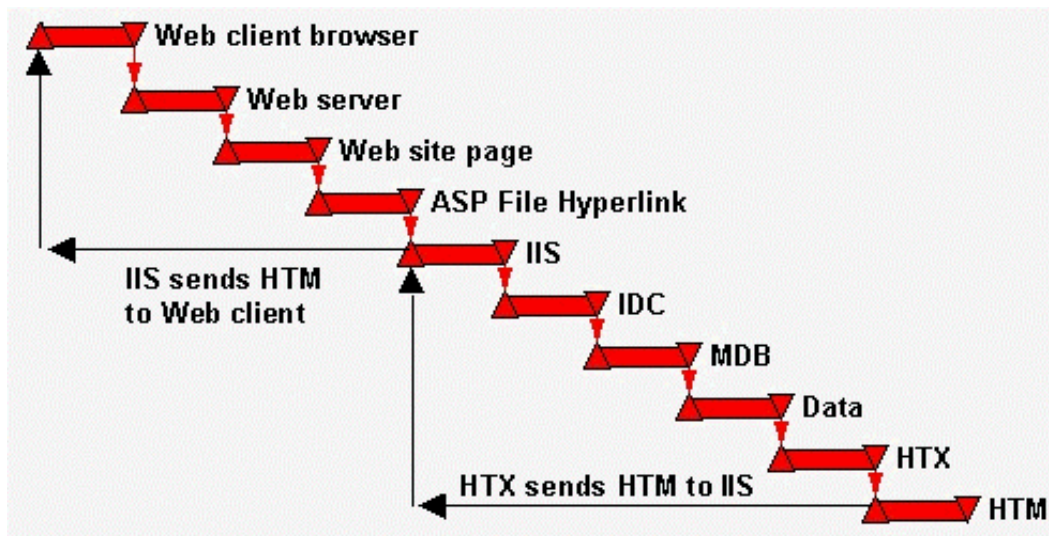 Web client browser
Web server
Web site page
ASP File Hyperlink
IIS
IIS sends HTM
to Web client
IDC
MDB
Data
HTX
HTX sends HTM to IIS
HTM